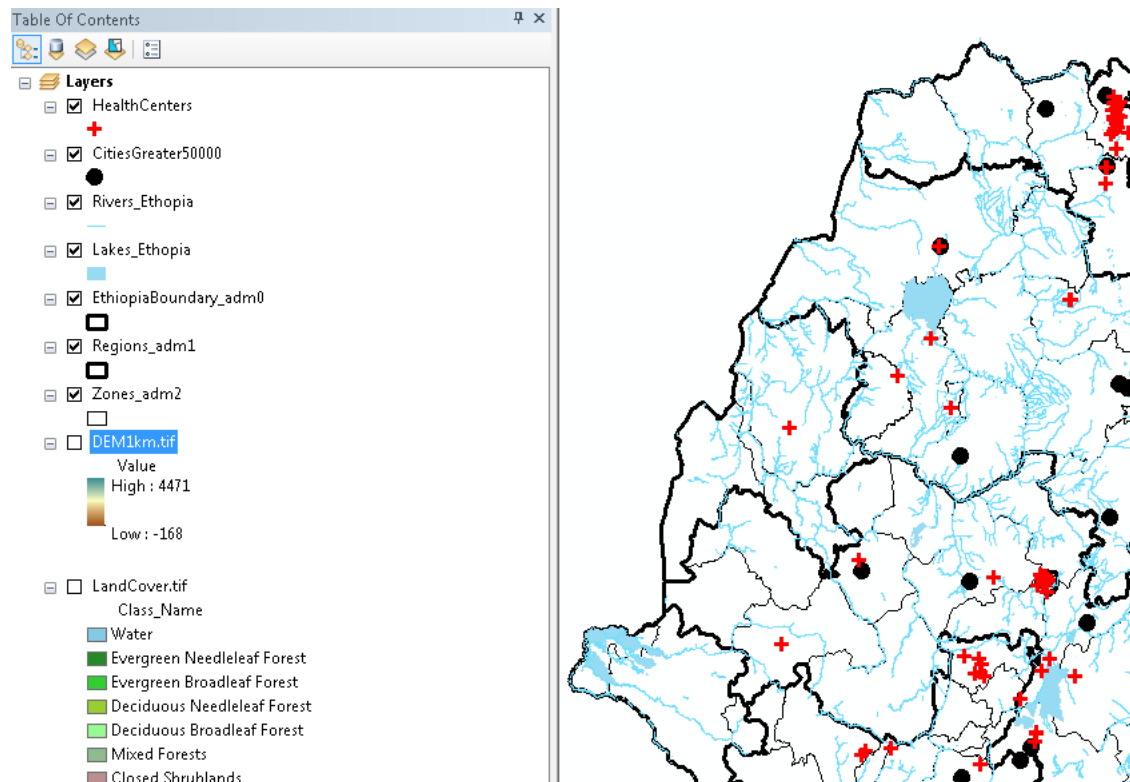 Table Of Contents
Layers
HealthCenters
CitiesGreater50000
Rivers_Ethopia
Lakes_Ethopia
EthiopiaBoundary_adm0
Regions_adm1
Zones_adm2
DEM1km.tif
Value
High : 4471
Low : -168
LandCover.tif
Class_Name
Water
Evergreen Needleleaf Forest
Evergreen Broadleaf Forest
Deciduous Needleleaf Forest
Deciduous Broadleaf Forest
Mixed Forests
Closed Shrublands